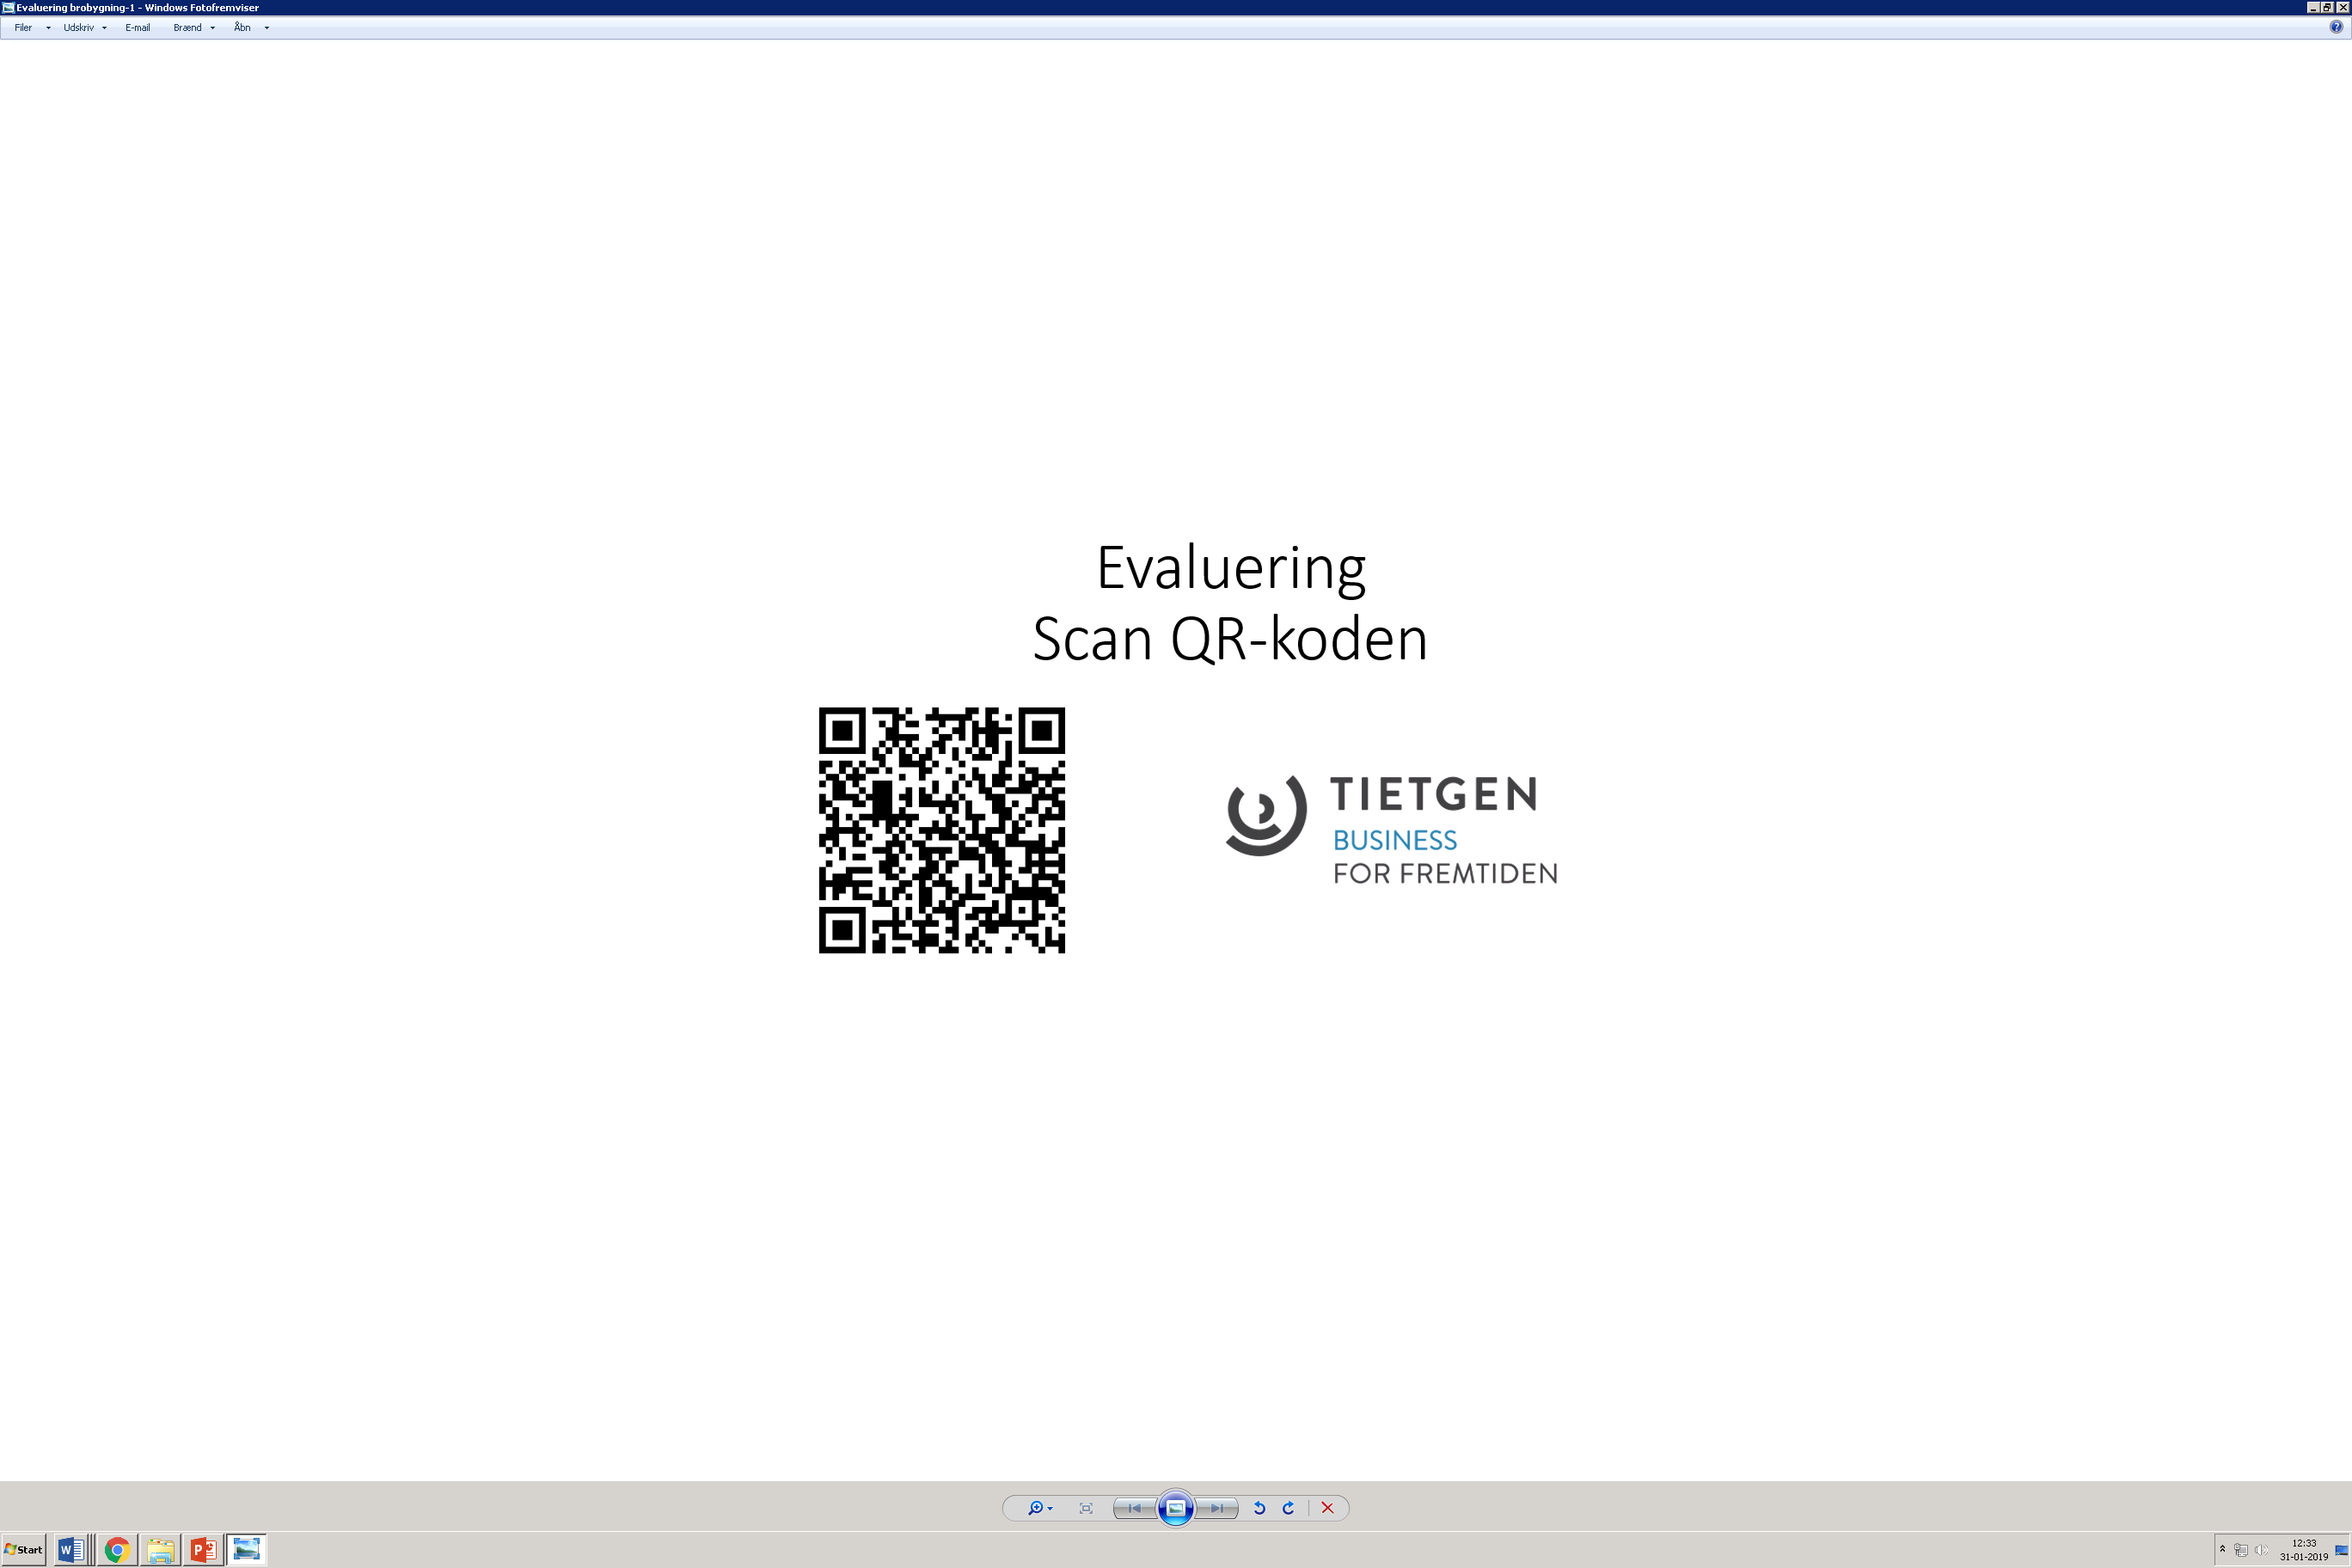 Evaluering brobygning-1 - Windows Fotofremviser
Filer Udskriv E-mail Brænd Åbn
Evaluering
Scan QR-koden
TIETGEN
BUSINESS
FOR FREMTIDEN
Start
12:33
31-01-2019